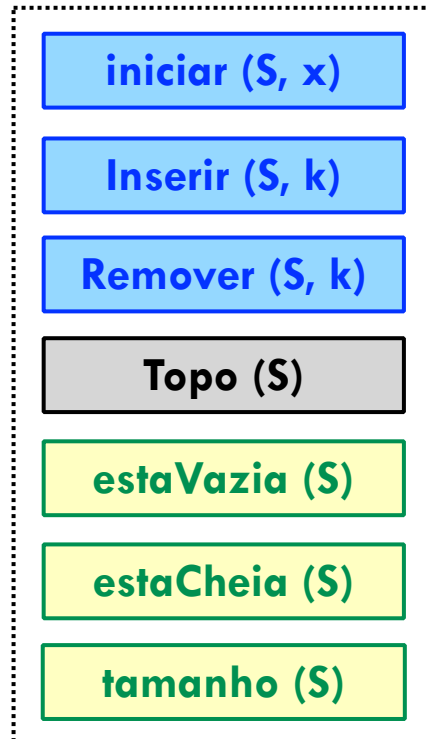 iniciar (S, x)
Inserir (S, k)
Remover (S, k)
Topo (S)
estaVazia (S)
estaCheia (S)
tamanho (S)